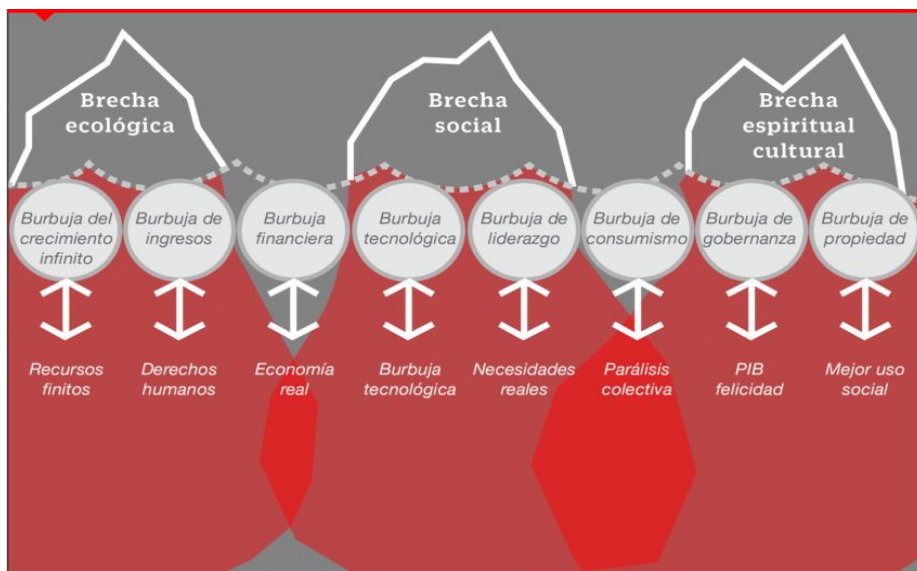 Brecha
ecológica
Brecha
social
Brecha
espiritual
cultural
Burbuja del
crecimiento
infinito
Burbuja de
ingresos
Burbuja
financiera
Burbuja
tecnológica
Burbuja de
liderazgo
Burbuja de
consumismo
Burbuja de
gobernanza
Burbuja de
propiedad
Recursos
finitos
Derechos
humanos
Economía
real
Burbuja
tecnológica
Necesidades
reales
Parálisis
colectiva
PIB
felicidad
Mejor uso
social